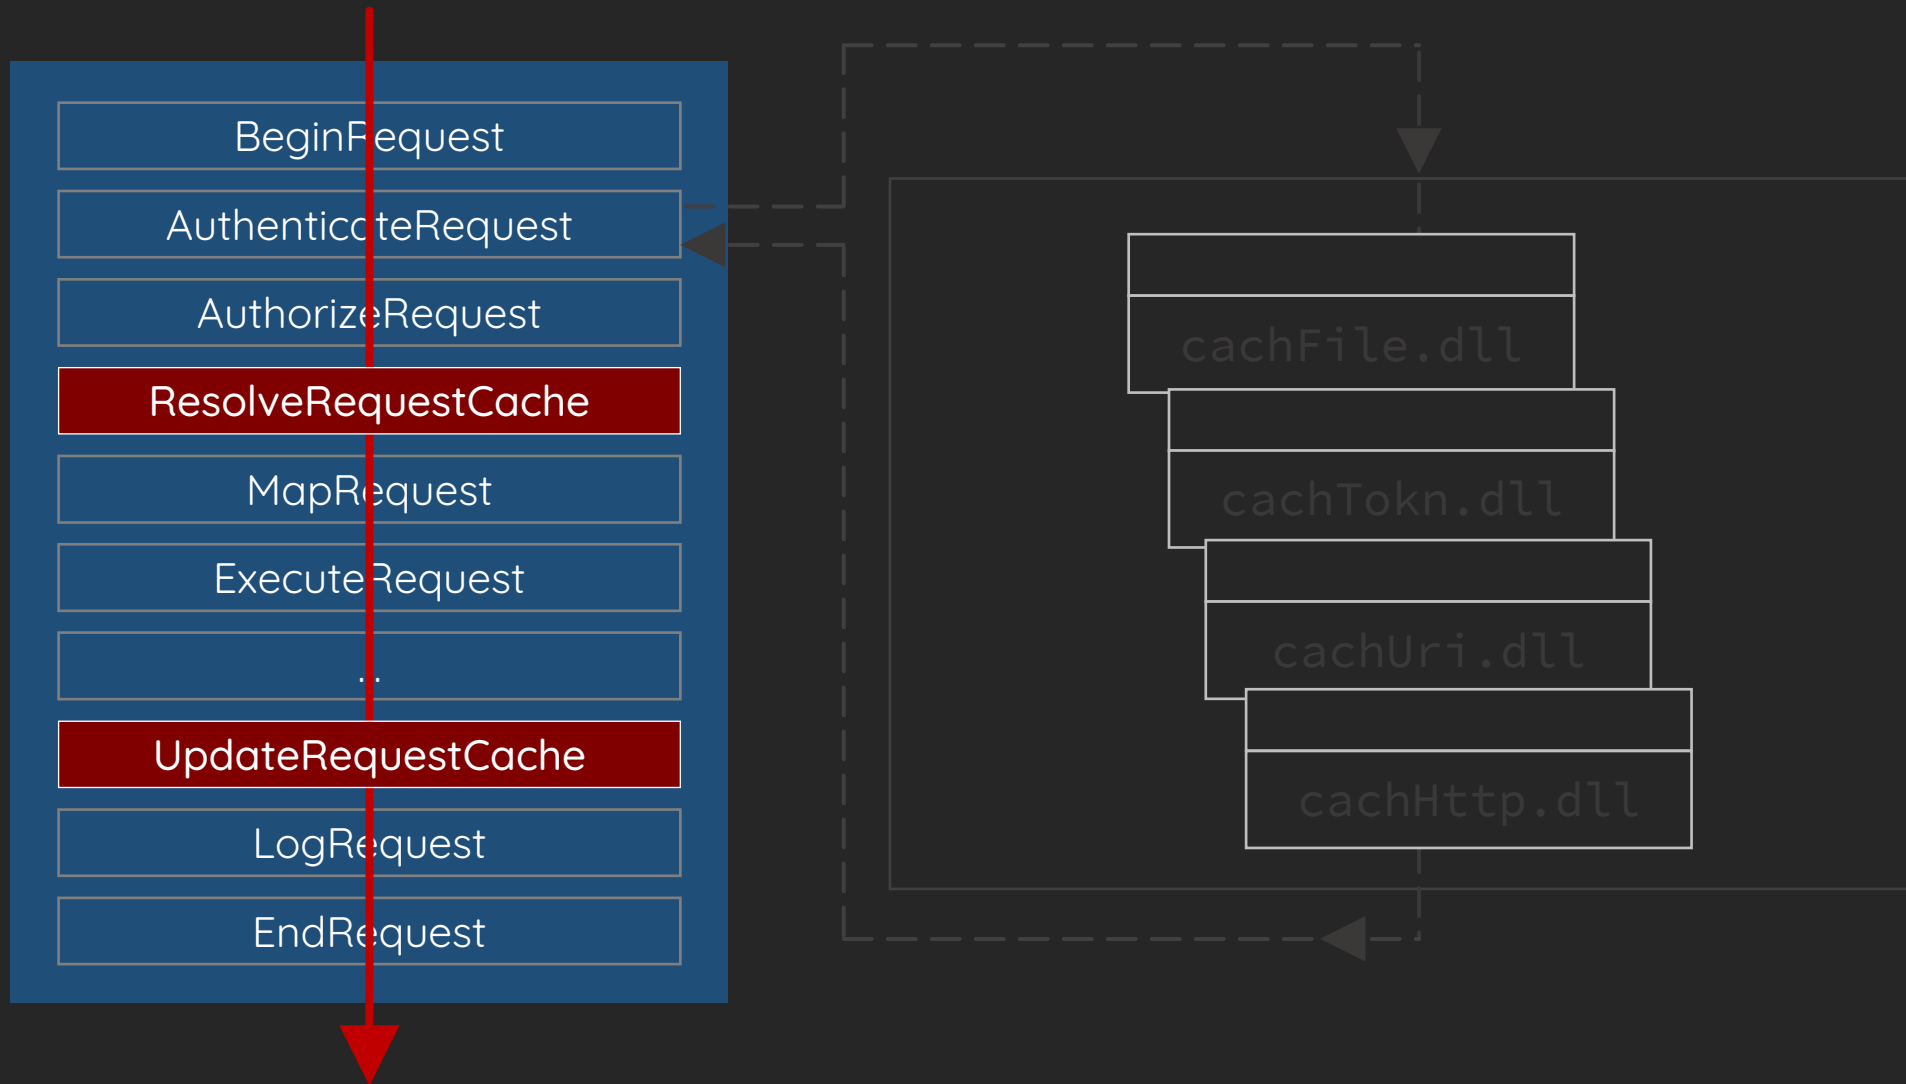 BeginRequest
AuthenticateRequest
AuthorizeRequest
ResolveRequestCache
MapRequest
ExecuteRequest
...
UpdateRequestCache
LogRequest
EndRequest
cachFile.dll
cachTokn.dll
cachUri.dll
cachHttp.dll